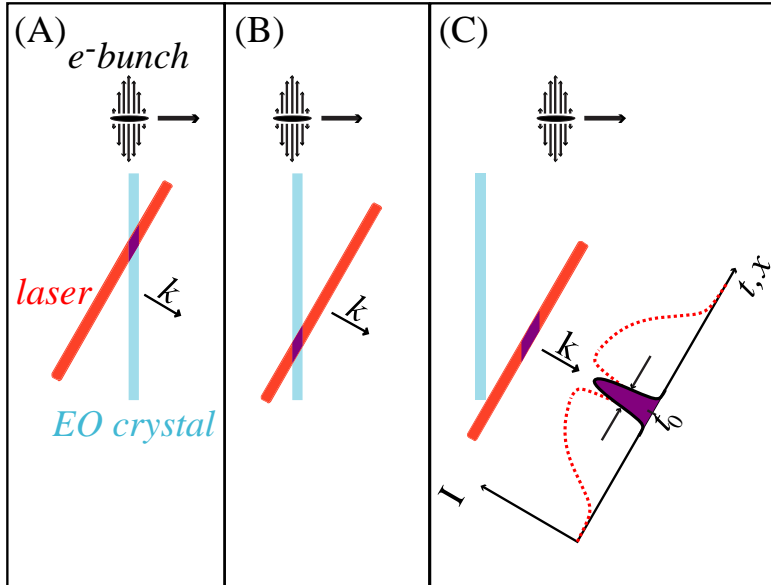 (A)
e⁻bunch
laser
k
EO crystal
(B)
k
(C)
k
t, x
t₀
I